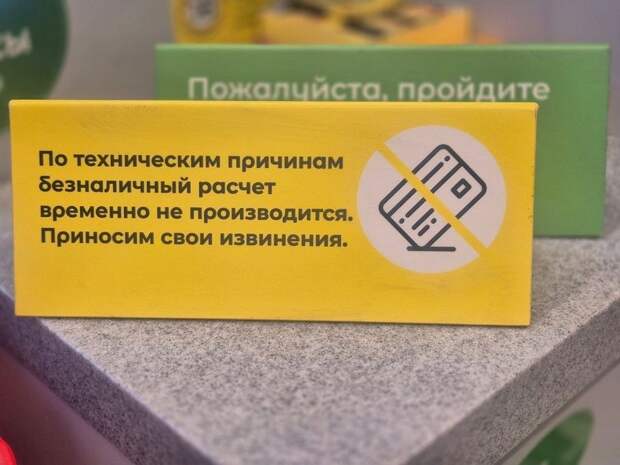 Пожалуйста, пройдите
По техническим причинам
безналичный расчет
временно не производится.
Приносим свои извинения.